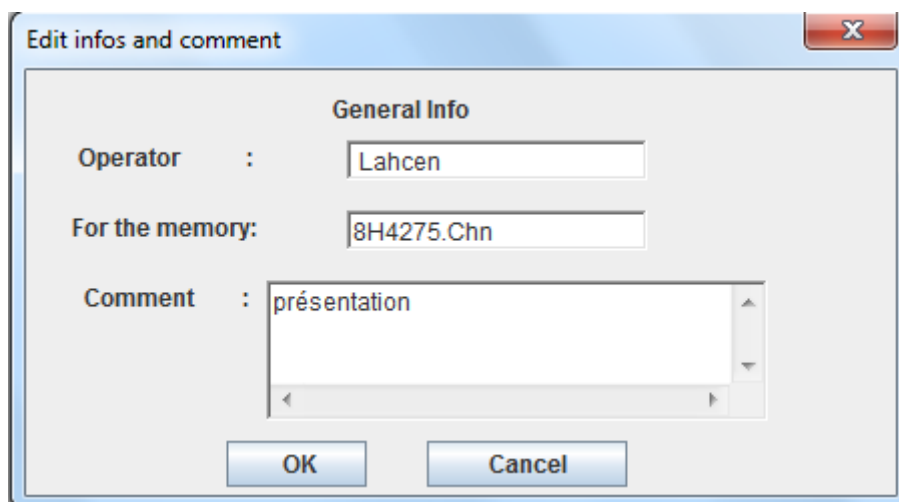 Edit infos and comment
General Info
Operator : Lahcen
For the memory: 8H4275.Chn
Comment : présentation
OK Cancel